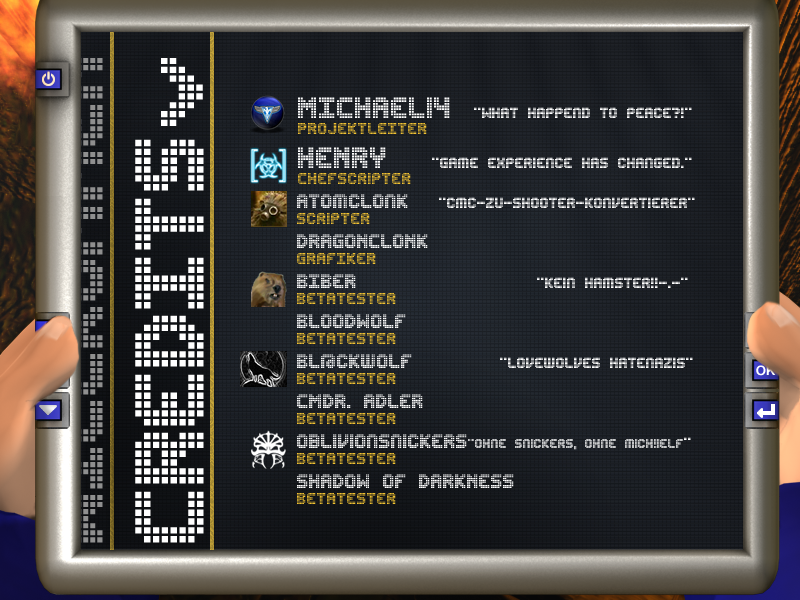 CREDITS
MICHAEL14 "WHAT HAPPEND TO PEACE?!"
PROJEKTLEITER
HENRY "GAME EXPERIENCE HAS CHANGED."
CHEFSCRIPTER
ATOMCLONK "CMC-ZU-SHOOTER-KONVERTIERER"
SCRIPTER
DRAGONCLONK
GRAFIKER
BIBER "KEIN HAMSTER!!-.-"
BETATESTER
BLOODWOLF
BETATESTER
BL@CKWOLF "LOVEWOLVES HATENAZIS"
BETATESTER
CMDR. ADLER
BETATESTER
OBLIVIONSNICKERS "OHNE SNICKERS, OHNE MICH!!ELF"
BETATESTER
SHADOW OF DARKNESS
BETATESTER
OK